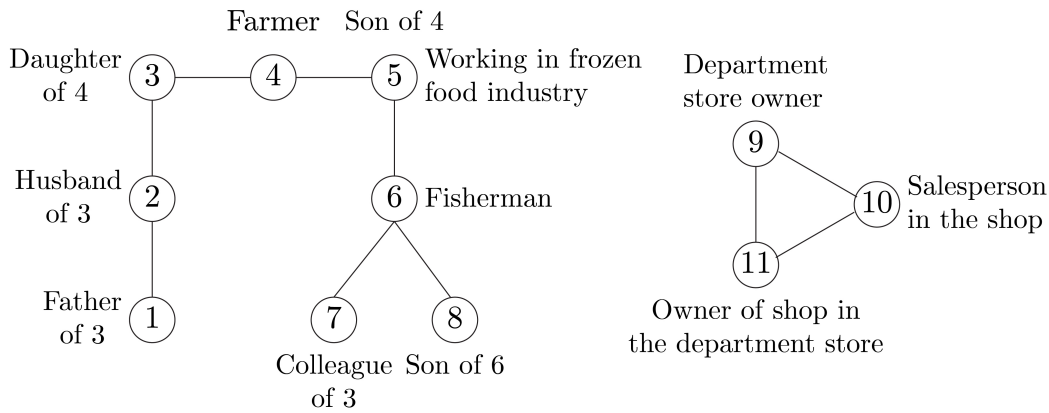 Farmer
Son of 4
Daughter
of 4
3
4
5
Working in frozen
food industry
Husband
of 3
2
6
Fisherman
Father
of 3
1
7
8
Colleague
of 3
Son of 6
Department
store owner
9
10
Salesperson
in the shop
11
Owner of shop in
the department store